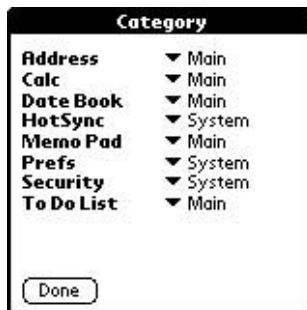 Category
Address Main
Calc Main
Date Book Main
HotSync System
Memo Pad Main
Prefs System
Security System
To Do List Main
Done